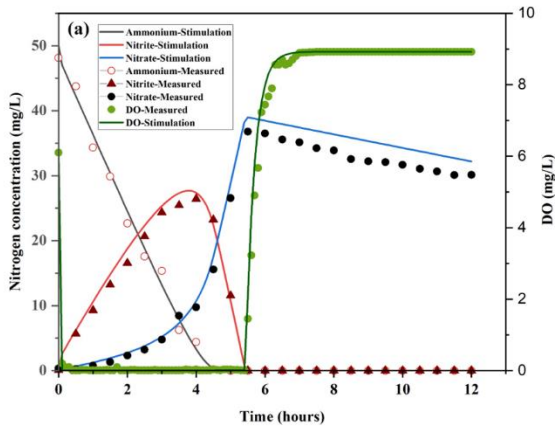 (a)
Ammonium-Stimulation
Nitrite-Stimulation
Nitrate-Stimulation
Ammonium-Measured
Nitrite-Measured
Nitrate-Measured
DO-Measured
DO-Stimulation
Nitrogen concentration (mg/L)
50
40
30
20
10
0
DO (mg/L)
10
8
6
4
2
0
0 2 4 6 8 10 12
Time (hours)